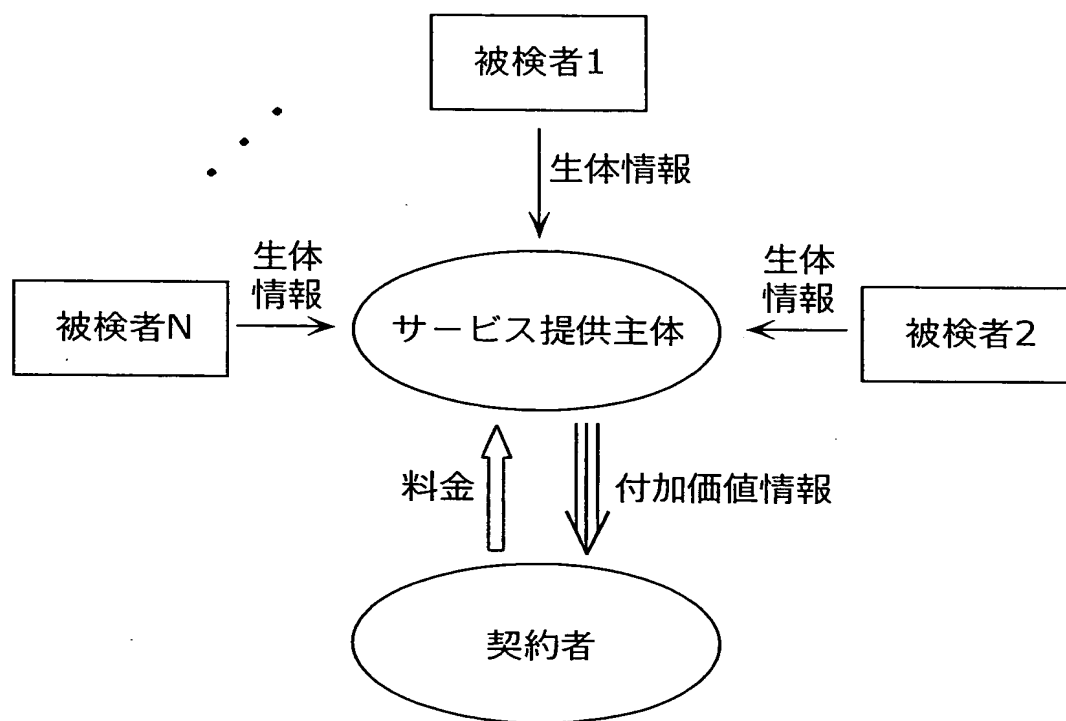 被検者1
生体情報
生体
情報
生体
情報
被検者N
サービス提供主体
被検者2
料金
付加価値情報
契約者